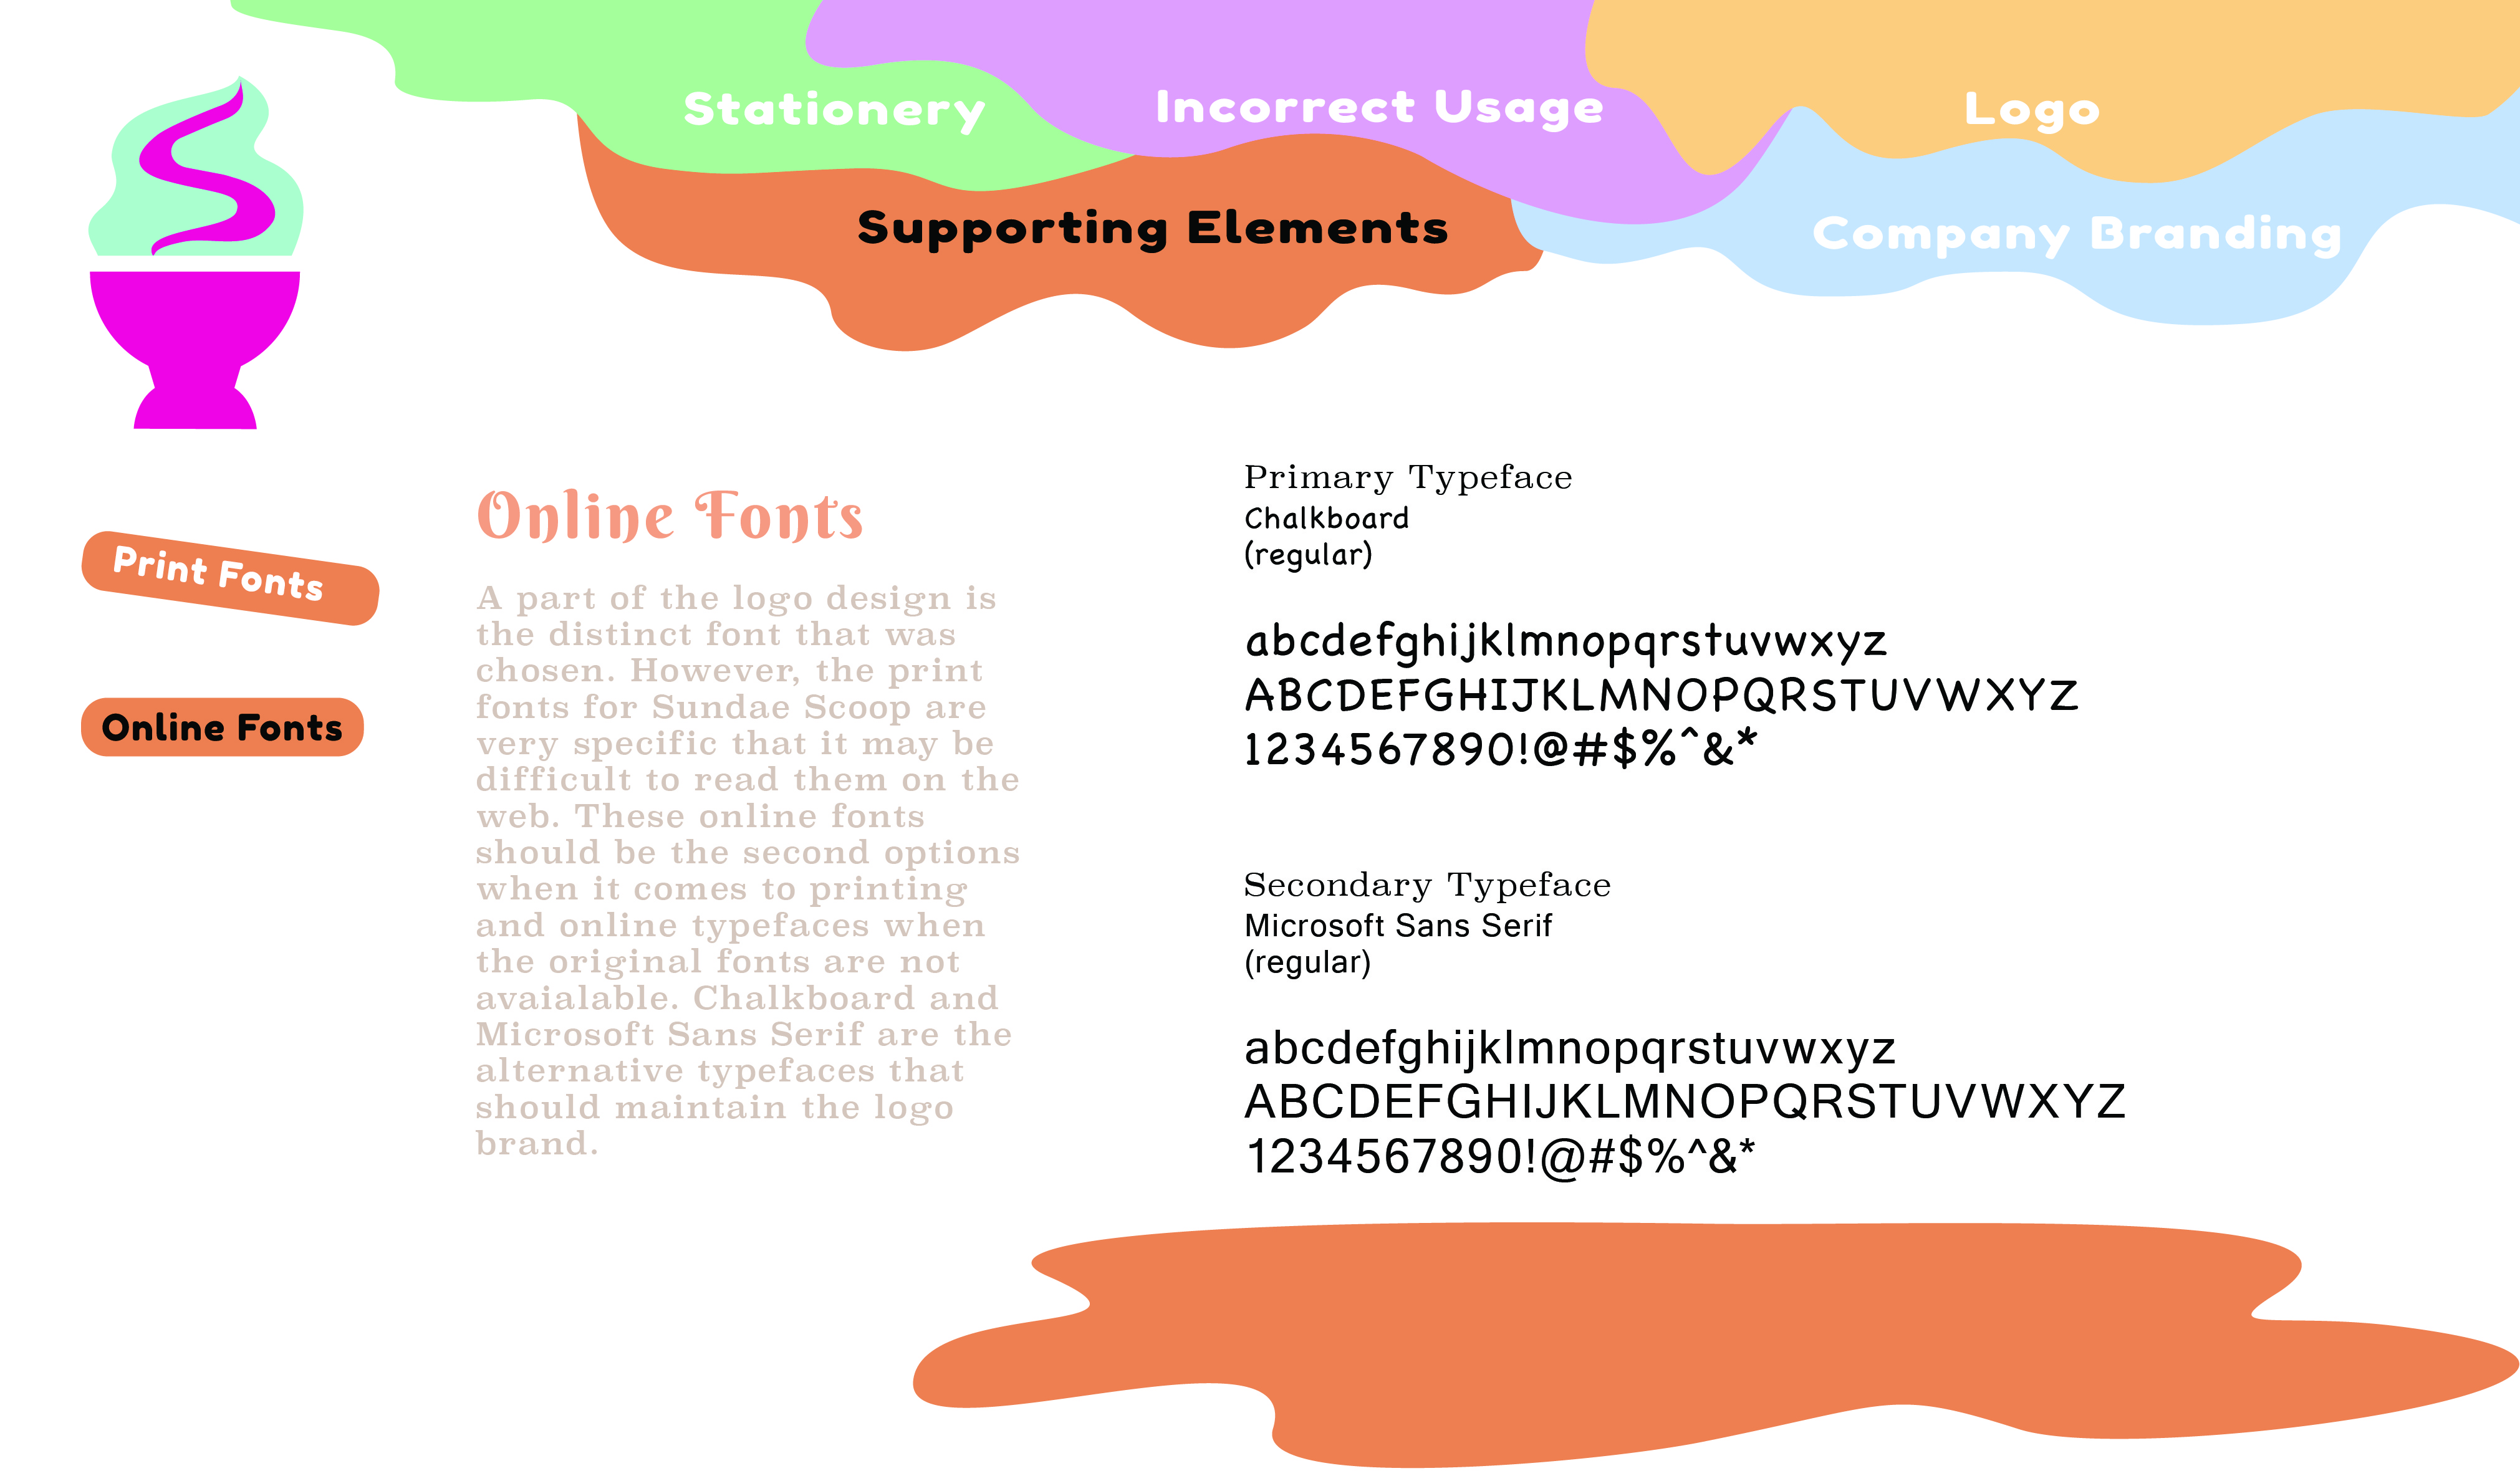 Stationery
Incorrect Usage
Logo
Supporting Elements
Company Branding
Print Fonts
Online Fonts
Online Fonts
A part of the logo design is
the distinct font that was
chosen. However, the print
fonts for Sundae Scoop are
very specific that it may be
difficult to read them on the
web. These online fonts
should be the second options
when it comes to printing
and online typefaces when
the original fonts are not
avaialable. Chalkboard and
Microsoft Sans Serif are the
alternative typefaces that
should maintain the logo
brand.
Primary Typeface
Chalkboard
(regular)
abcdefghijklmnopqrstuvwxyz
ABCDEFGHIJKLMNOPQRSTUVWXYZ
1234567890!@#$%^&*
Secondary Typeface
Microsoft Sans Serif
(regular)
abcdefghijklmnopqrstuvwxyz
ABCDEFGHIJKLMNOPQRSTUVWXYZ
1234567890!@#$%^&*